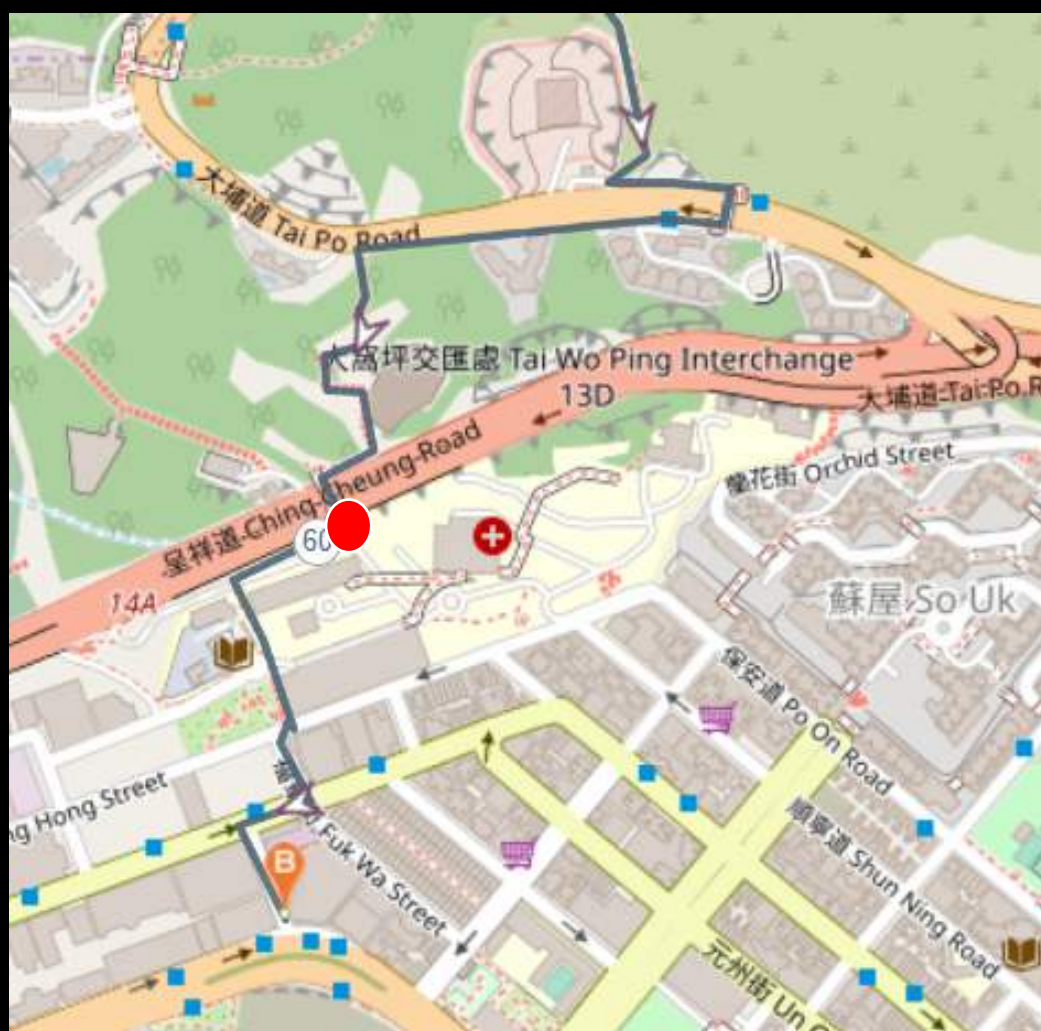 大埔道 Tai Po Road
大窩坪交匯處 Tai Wo Ping Interchange
13D
大埔道 Tai Po R
呈祥道 Ching Cheung Road
蘭花街 Orchid Street
60
14A
蘇屋 So Uk
保安道 Po On Road
ng Hong Street
順寧道 Shun Ning Road
B
Fuk Wa Street
元州街 Un